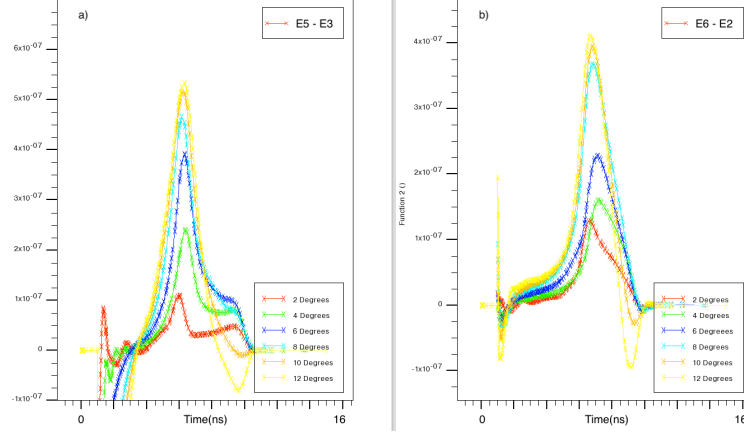 a)
E5 - E3
6x10-07
5x10-07
4x10-07
3x10-07
2x10-07
1x10-07
0
-1x10-07
2 Degrees
4 Degrees
6 Degrees
8 Degrees
10 Degrees
12 Degrees
0
Time(ns)
16
b)
E6 - E2
4x10-07
3x10-07
2x10-07
1x10-07
0
-1x10-07
Function 2 ()
2 Degrees
4 Degrees
6 Degreees
8 Degrees
10 Degrees
12 Degrees
0
Time(ns)
16